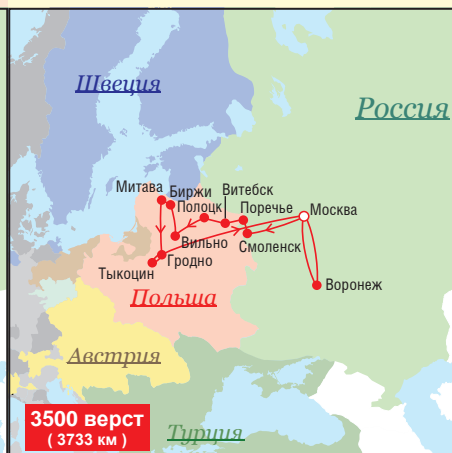 Швеция
Россия
Митава
Биржи
Витебск
Полоцк
Поречье
Москва
Вильно
Смоленск
Гродно
Тыкоцин
Воронеж
Польша
Австрия
3500 верст
( 3733 км )
Турция